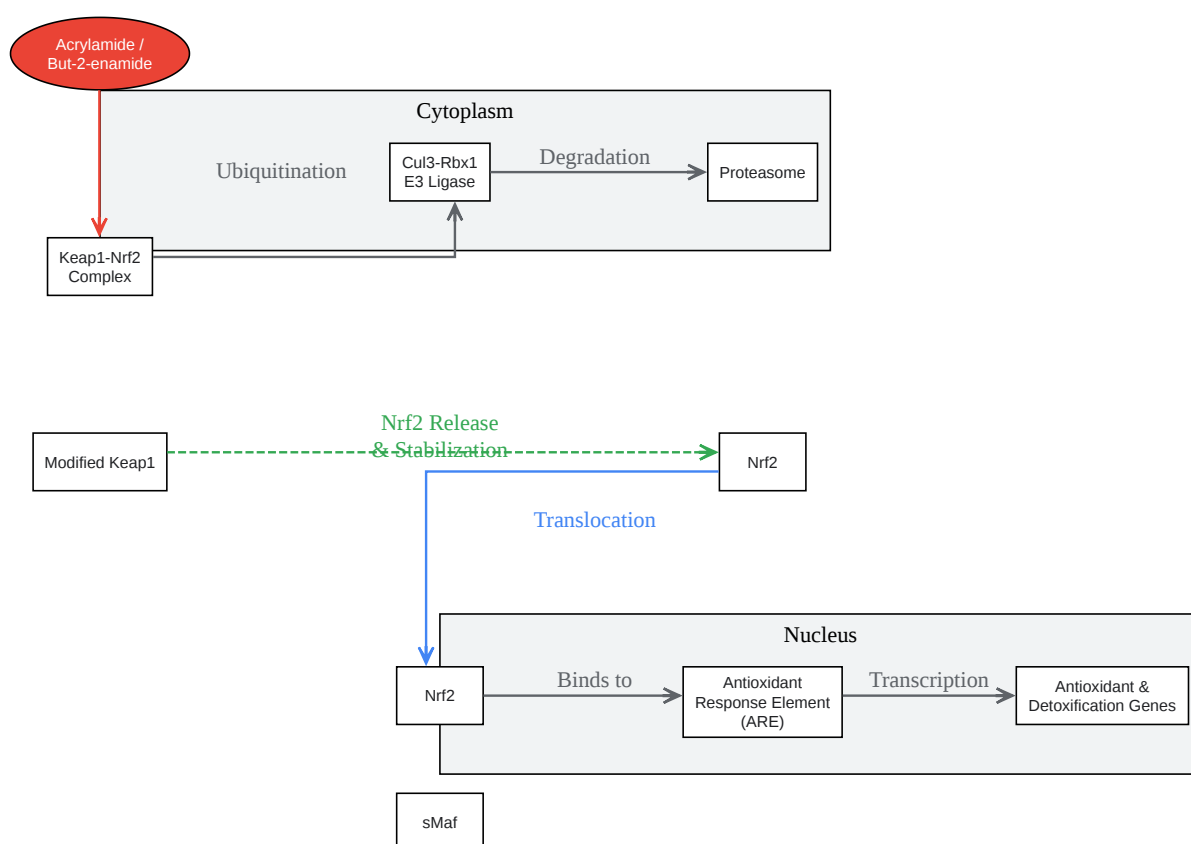 Acrylamide /
But-2-enamide
Cytoplasm
Ubiquitination
Cul3-Rbx1
E3 Ligase
Degradation
Proteasome
Keap1-Nrf2
Complex
Nrf2 Release
& Stabilization
Modified Keap1
Nrf2
Translocation
Nucleus
Nrf2
Binds to
Antioxidant
Response Element
(ARE)
Transcription
Antioxidant &
Detoxification Genes
sMaf